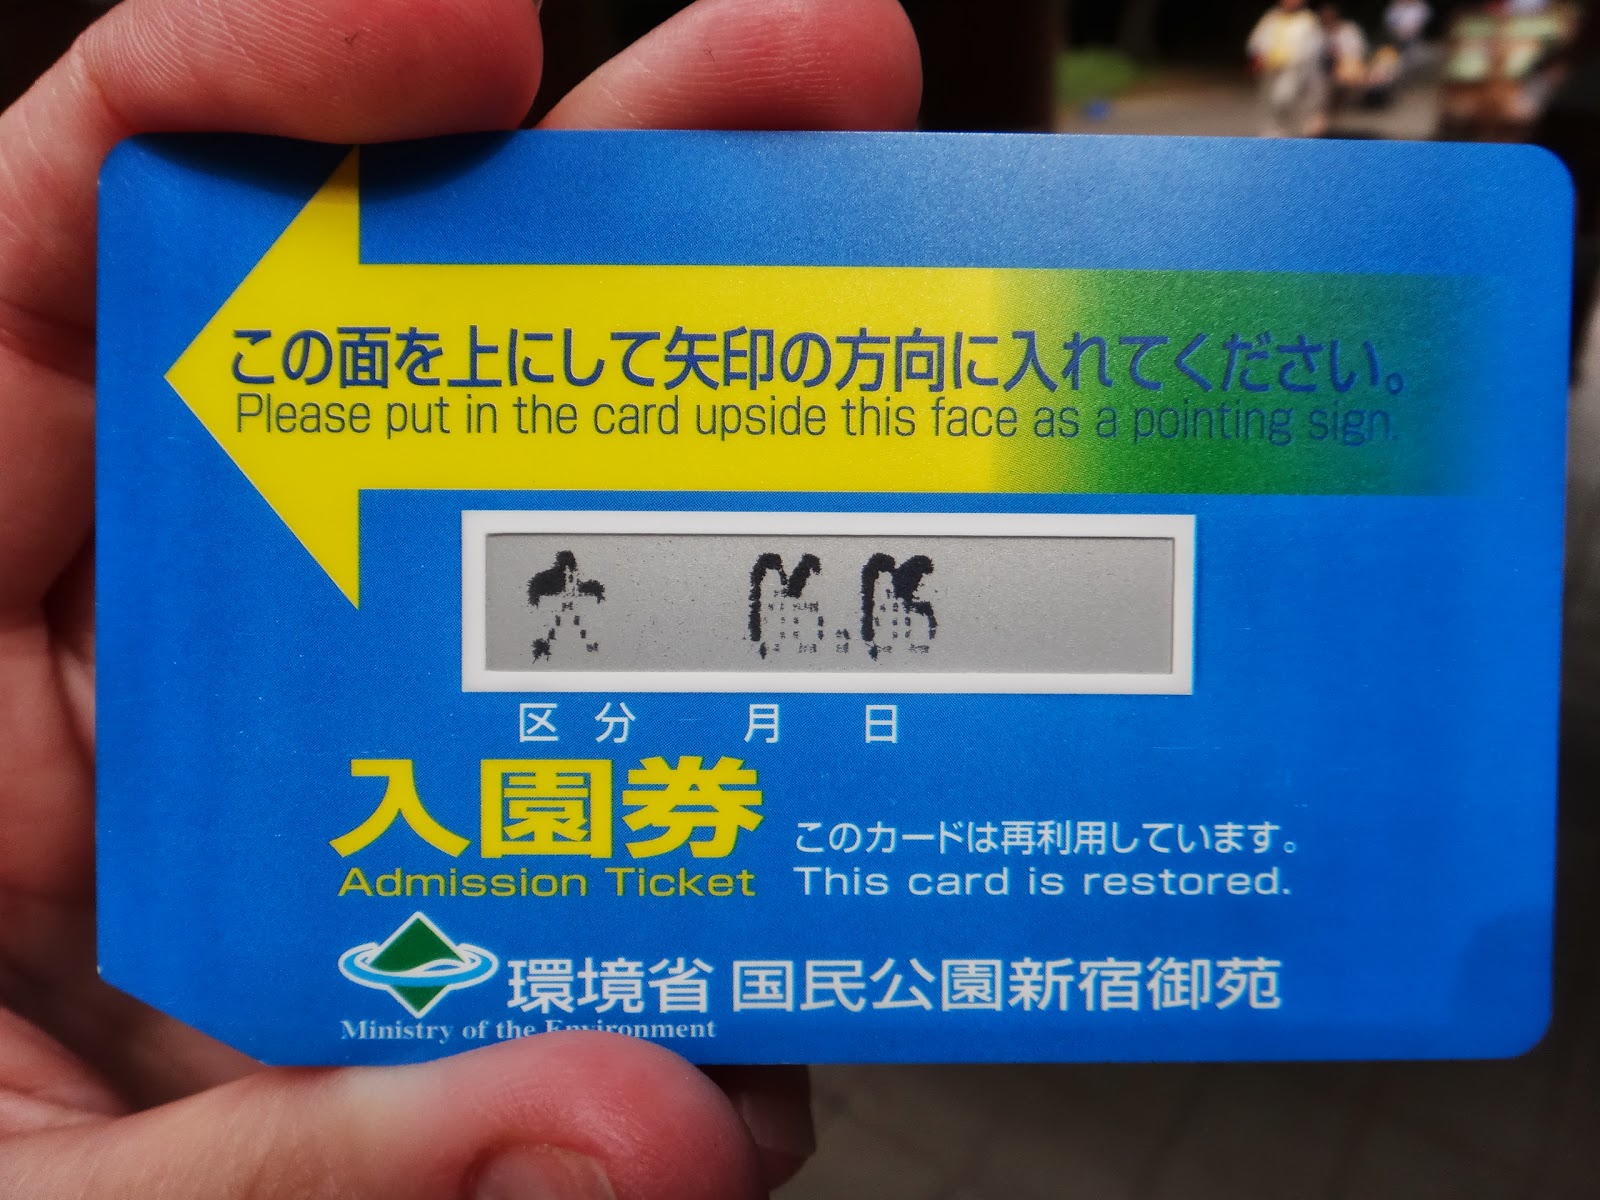 この面を上にして矢印の方向に入れてください。
Please put in the card upside this face as a pointing sign.
区分 月 日
入園券
Admission Ticket
このカードは再利用しています。
This card is restored.
環境省 国民公園新宿御苑
Ministry of the Environment